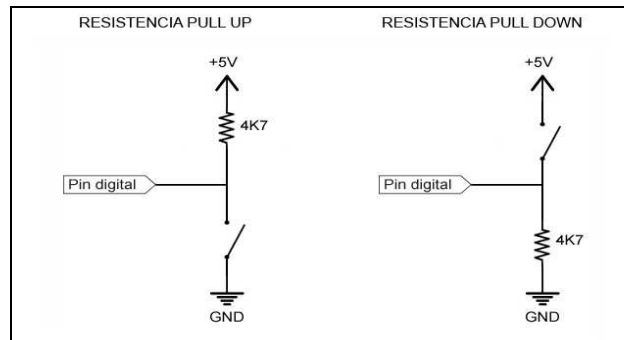 RESISTENCIA PULL UP
+5V
4K7
Pin digital
GND
RESISTENCIA PULL DOWN
+5V
Pin digital
4K7
GND